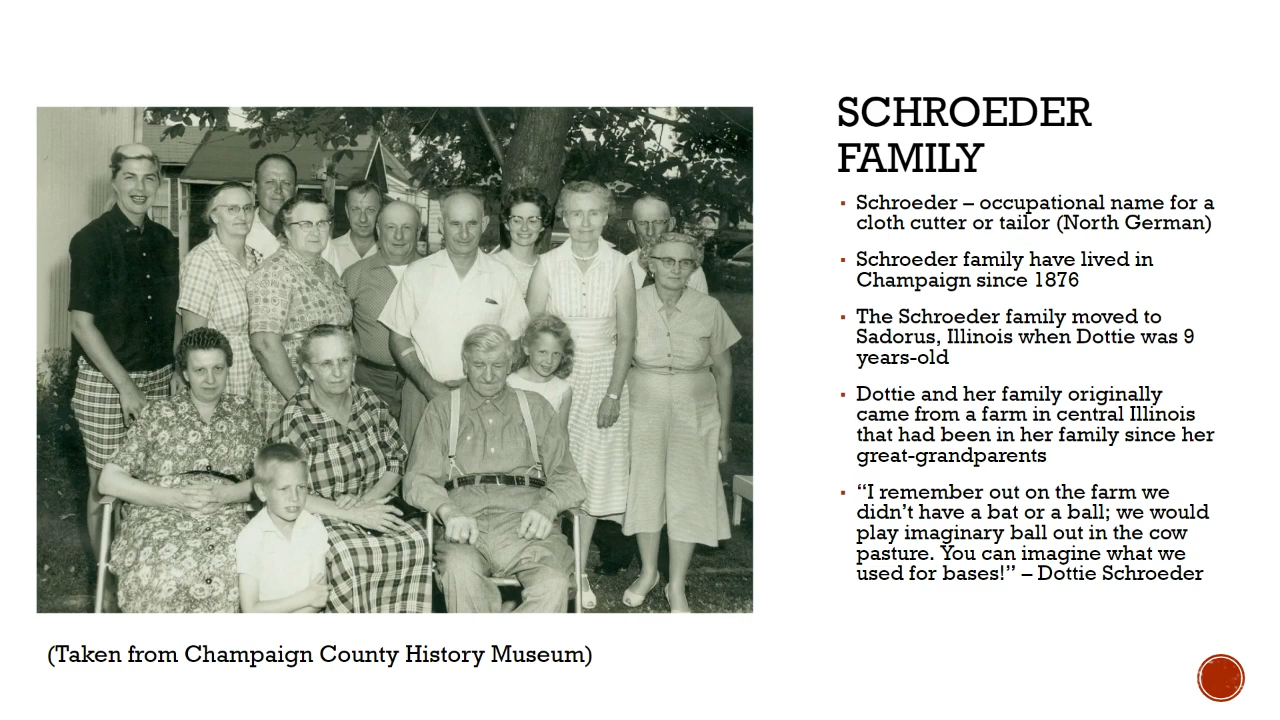 SCHROEDER
FAMILY
▪ Schroeder – occupational name for a
cloth cutter or tailor (North German)
▪ Schroeder family have lived in
Champaign since 1876
▪ The Schroeder family moved to
Sadorus, Illinois when Dottie was 9
years-old
▪ Dottie and her family originally
came from a farm in central Illinois
that had been in her family since her
great-grandparents
▪ “I remember out on the farm we
didn’t have a bat or a ball; we would
play imaginary ball out in the cow
pasture. You can imagine what we
used for bases!” – Dottie Schroeder
(Taken from Champaign County History Museum)